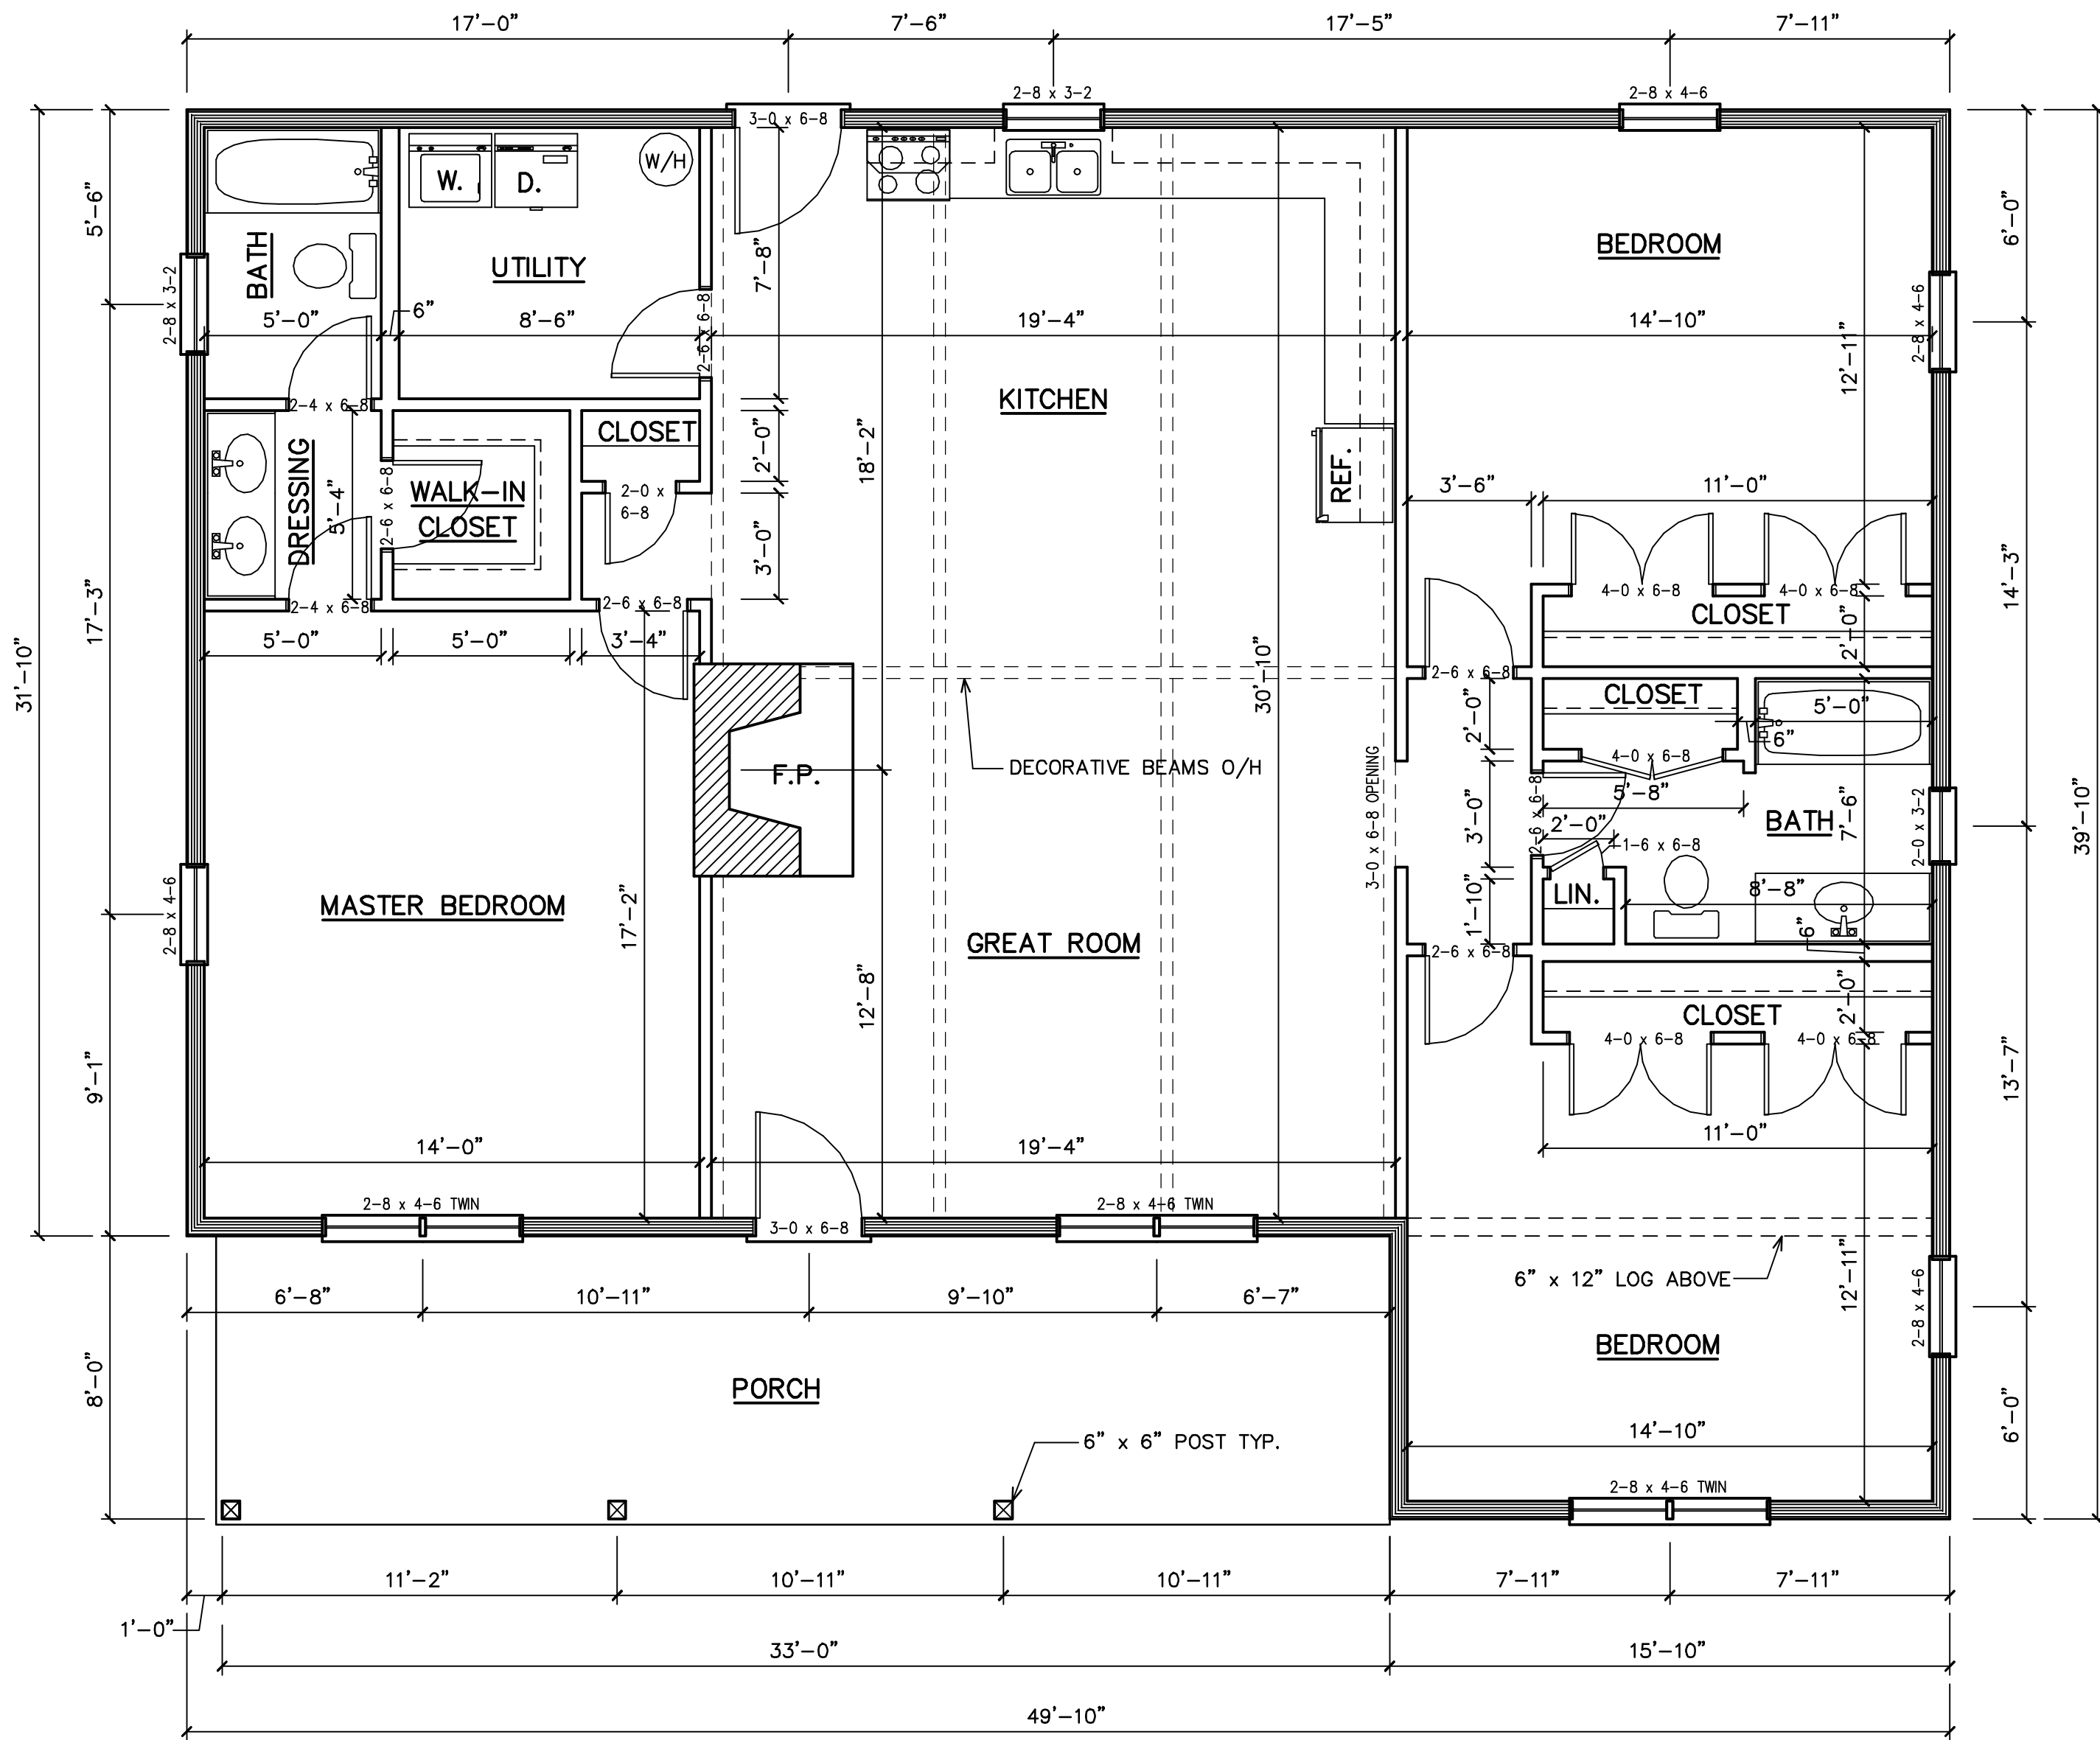 17'-0" 7'-6" 17'-5" 7'-11"
2-8 x 3-2 2-8 x 4-6
3-0 x 6-8
W/H
W. D.
5'-6"
6'-0"
BATH
UTILITY
7'-8"
BEDROOM
2-8 x 3-2
5'-0" 6" 8'-6" 2-6 x 6-8 19'-4" 14'-10"
12'-11"
2-8 x 4-6
KITCHEN
2-4 x 6-8
CLOSET
2'-0"
18'-2"
DRESSING
5'-4"
2-6 x 6-8
WALK-IN
CLOSET
2-0 x
6-8
REF.
3'-6" 11'-0"
3'-0"
17'-3"
14'-3"
31'-10"
39'-10"
2-4 x 6-8 2-6 x 6-8
4-0 x 6-8 4-0 x 6-8
CLOSET
2'-0"
5'-0" 5'-0" 3'-4"
30'-10"
2-6 x 6-8
CLOSET
2'-0"
5'-0"
6"
4-0 x 6-8
F.P.
DECORATIVE BEAMS O/H
3-0 x 6-8 OPENING
3'-0"
2-6 x 6-8
5'-8"
2'-0"
1-6 x 6-8
BATH
7'-6"
2-0 x 3-2
MASTER BEDROOM
2-8 x 4-6
17'-2"
GREAT ROOM
12'-8"
1'-10"
LIN.
8'-8"
6"
2-6 x 6-8
CLOSET
2'-0"
4-0 x 6-8 4-0 x 6-8
9'-1"
13'-7"
14'-0" 19'-4" 11'-0"
2-8 x 4-6 TWIN 3-0 x 6-8 2-8 x 4-6 TWIN
6" x 12" LOG ABOVE
12'-11"
2-8 x 4-6
6'-8" 10'-11" 9'-10" 6'-7"
BEDROOM
8'-0"
PORCH
6" x 6" POST TYP.
14'-10"
6'-0"
2-8 x 4-6 TWIN
11'-2" 10'-11" 10'-11" 7'-11" 7'-11"
1'-0"
33'-0" 15'-10"
49'-10"